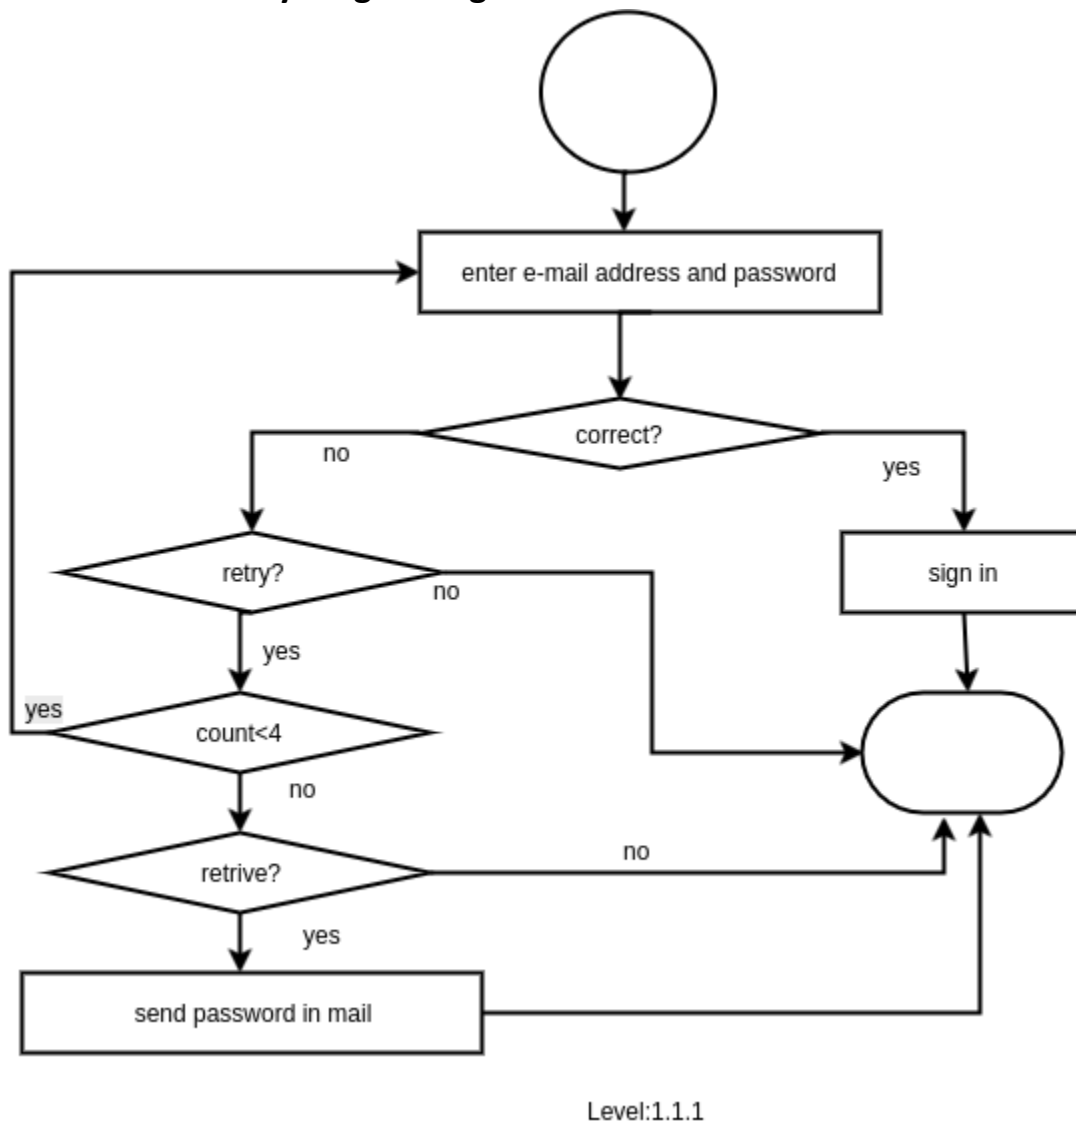 enter e-mail address and password
correct?
no
yes
retry?
sign in
no
yes
yes
count<4
no
retrive?
no
yes
send password in mail
Level:1.1.1